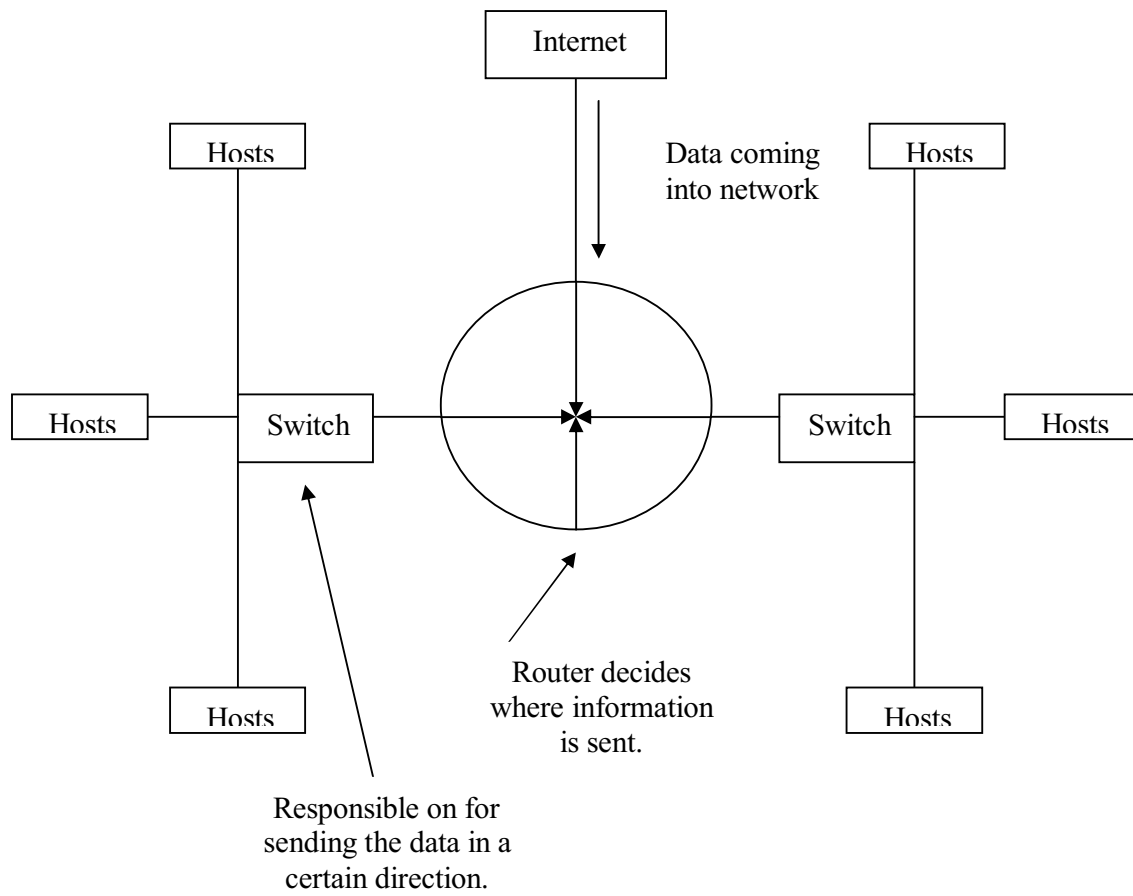 Internet
Hosts
Data coming
into network
Hosts
Hosts
Switch
Switch
Hosts
Router decides
where information
is sent.
Hosts
Hosts
Responsible on for
sending the data in a
certain direction.